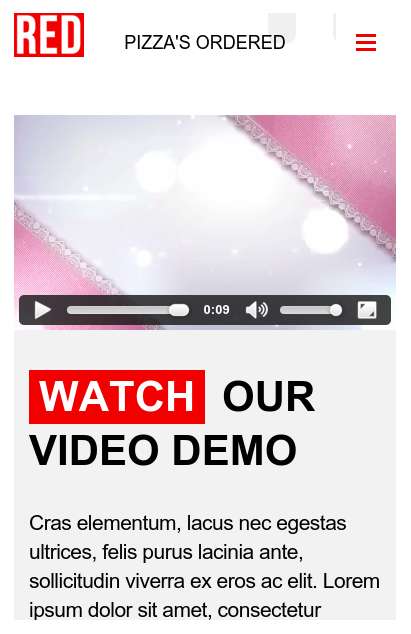 RED
PIZZA'S ORDERED
0:09
WATCH OUR
VIDEO DEMO
Cras elementum, lacus nec egestas
ultrices, felis purus lacinia ante,
sollicitudin viverra ex eros ac elit. Lorem
ipsum dolor sit amet, consectetur